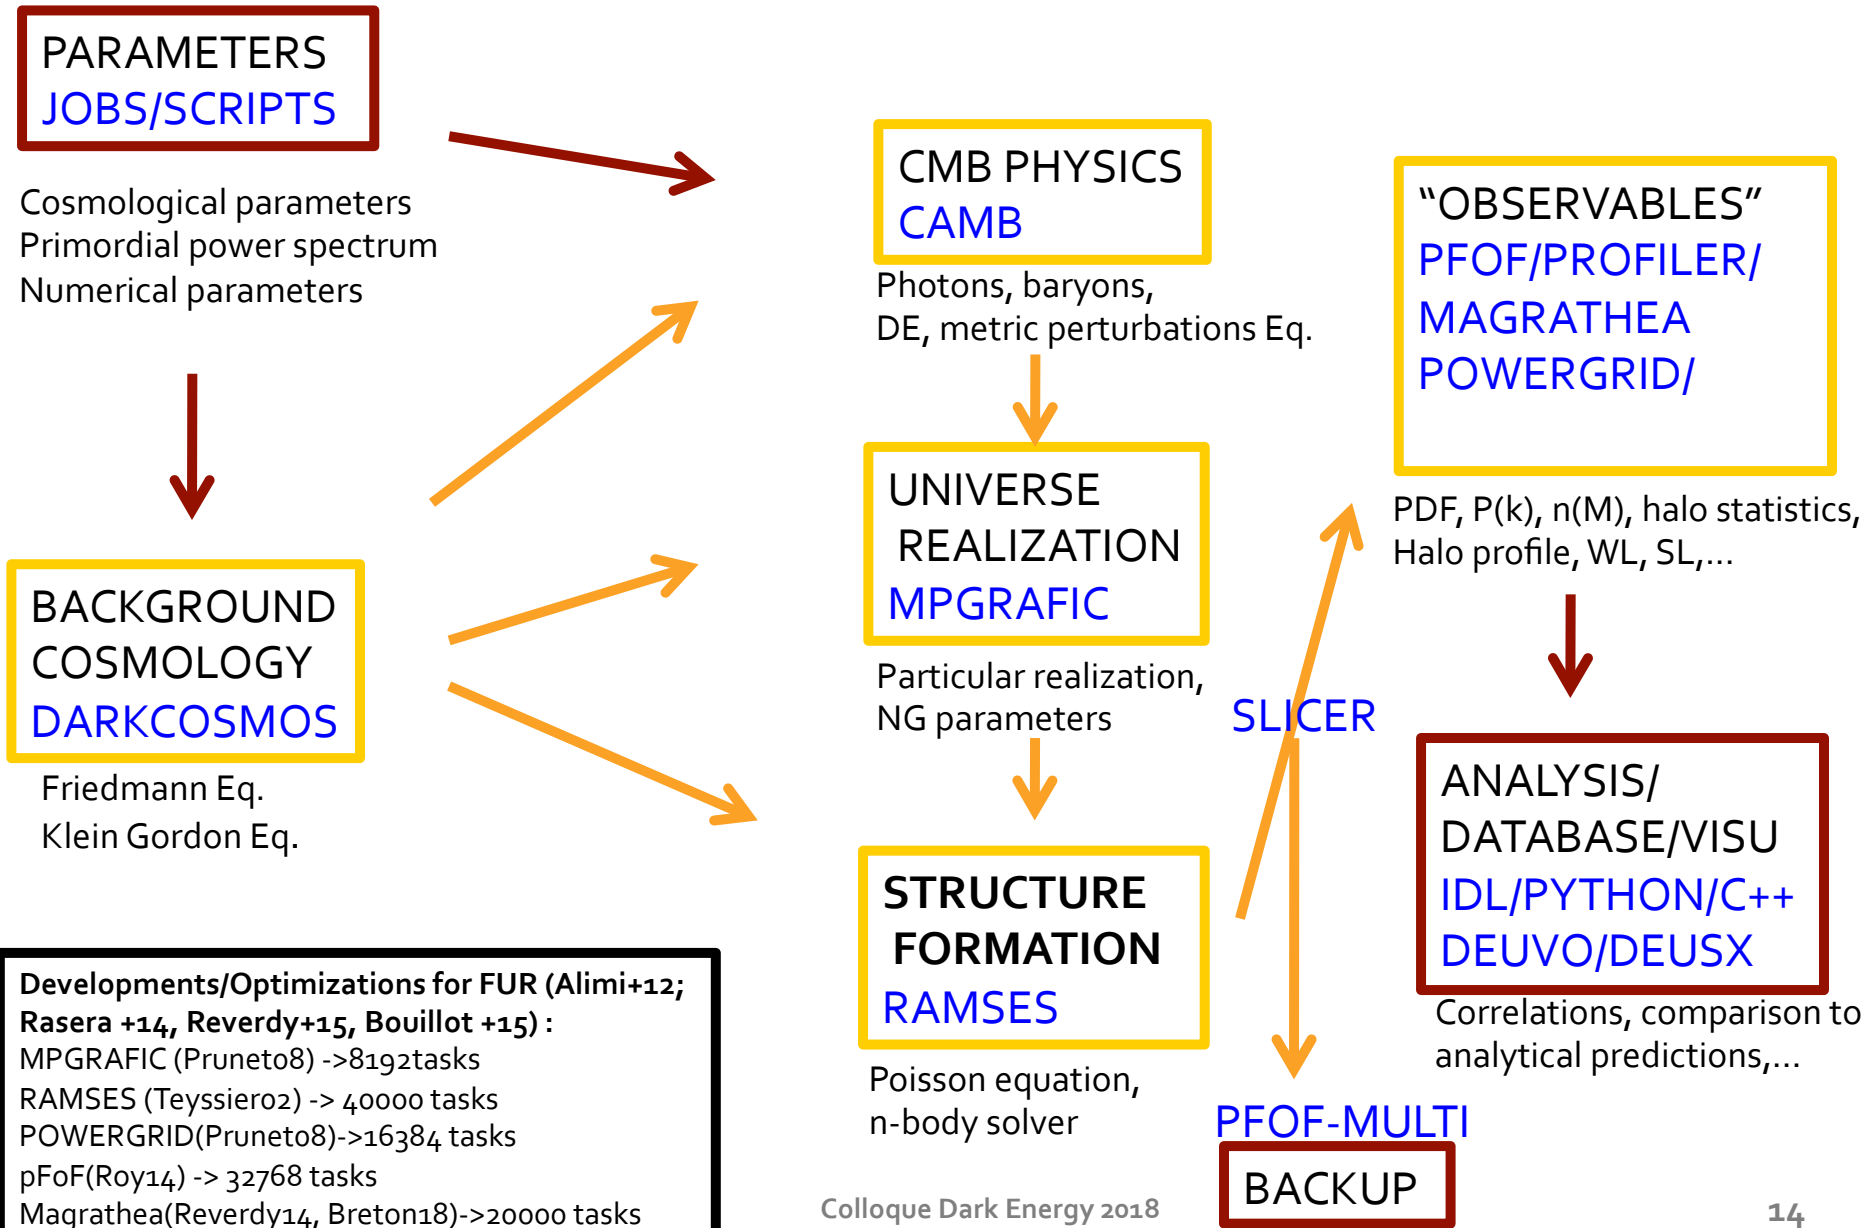 PARAMETERS
JOBS/SCRIPTS
Cosmological parameters
Primordial power spectrum
Numerical parameters
BACKGROUND
COSMOLOGY
DARKCOSMOS
Friedmann Eq.
Klein Gordon Eq.
Developments/Optimizations for FUR (Alimi+12;
Rasera +14, Reverdy+15, Bouillot +15) :
MPGRAFIC (Prunet08) ->8192tasks
RAMSES (Teyssier02) -> 40000 tasks
POWERGRID(Prunet08)->16384 tasks
pFoF(Roy14) -> 32768 tasks
Magrathea(Reverdy14, Breton18)->20000 tasks
CMB PHYSICS
CAMB
Photons, baryons,
DE, metric perturbations Eq.
UNIVERSE
REALIZATION
MPGRAFIC
Particular realization,
NG parameters
STRUCTURE
FORMATION
RAMSES
Poisson equation,
n-body solver
SLICER
PFOF-MULTI
BACKUP
“OBSERVABLES”
PFOF/PROFILER/
MAGRATHEA
POWERGRID/
PDF, P(k), n(M), halo statistics,
Halo profile, WL, SL,...
ANALYSIS/
DATABASE/VISU
IDL/PYTHON/C++
DEUVO/DEUSX
Correlations, comparison to
analytical predictions,...
Colloque Dark Energy 2018
14